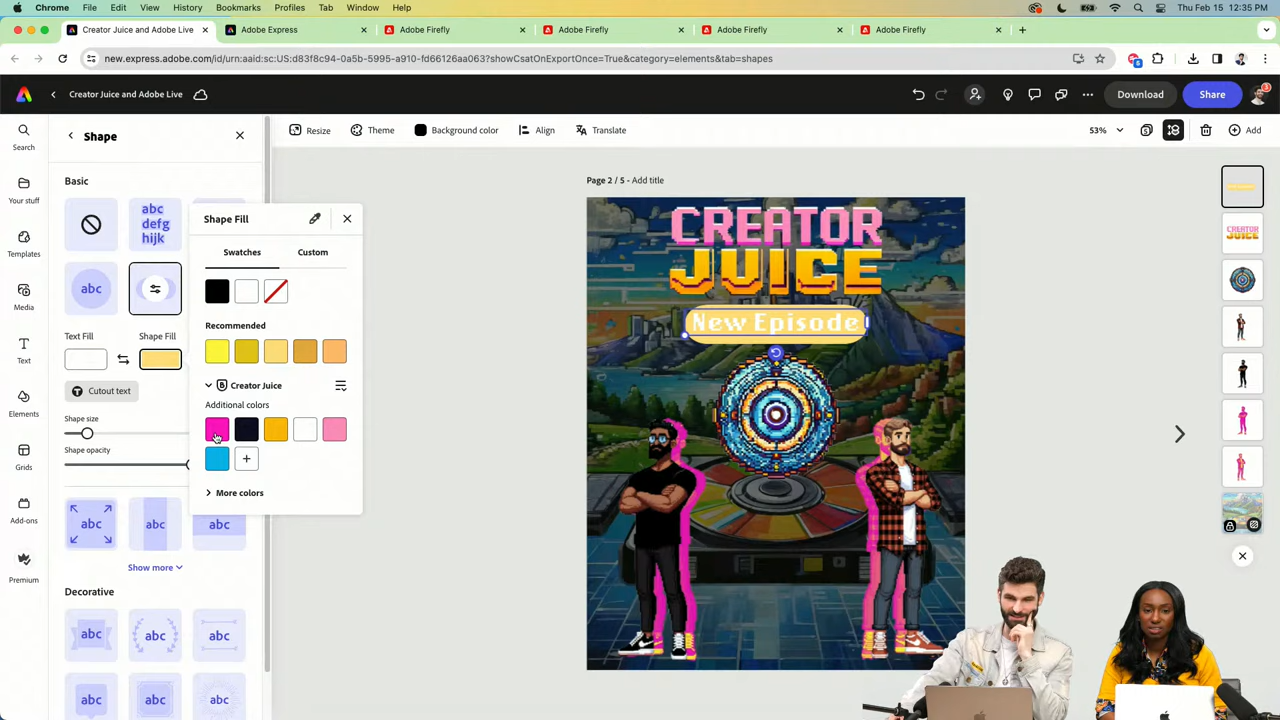 Chrome File Edit View History Bookmarks Profiles Tab Window Help
Thu Feb 15 12:35 PM
Creator Juice and Adobe Live
Adobe Express
Adobe Firefly
Adobe Firefly
Adobe Firefly
Adobe Firefly
new.express.adobe.com/id/urn:aaid:sc:US:d83f8c94-0a5b-5995-a910-fd66126aa063?showCsatOnExportOnce=True&category=elements&tab=shapes
Creator Juice and Adobe Live
Download
Share
3
Search
Your stuff
Templates
Media
Text
Elements
Grids
Add-ons
Premium
Shape
Basic
abc
defg
hijk
abc
Text Fill
Shape Fill
Cutout text
Shape size
Shape opacity
abc
abc
abc
Show more
Decorative
abc
abc
abc
abc
abc
abc
Shape Fill
Swatches
Custom
Recommended
Creator Juice
Additional colors
More colors
Resize
Theme
Background color
Align
Translate
53%
Add
Page 2 / 5 - Add title
CREATOR
JUICE
New Episode
CREATOR
JUICE